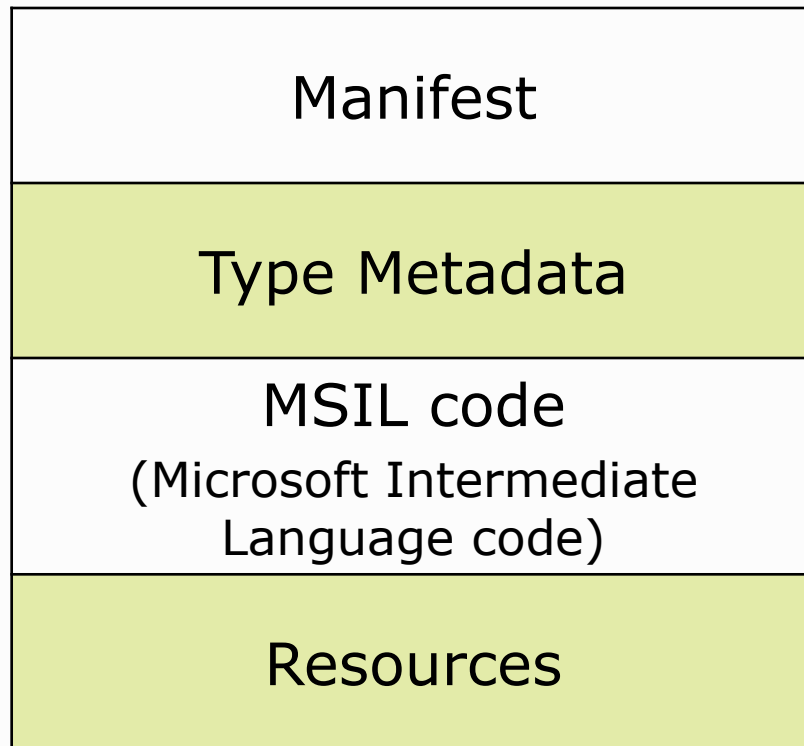 Manifest
Type Metadata
MSIL code
(Microsoft Intermediate
Language code)
Resources